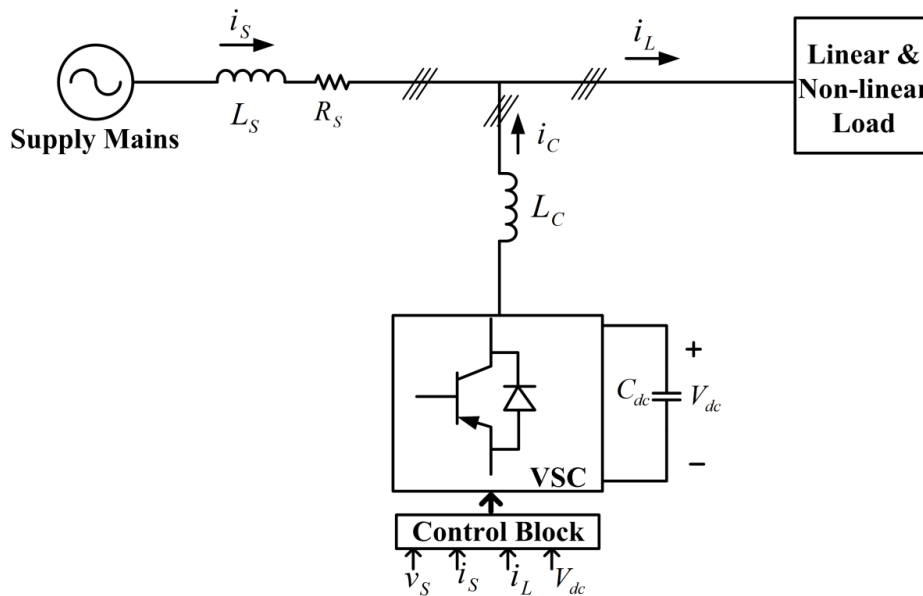 i_S
i_L
Linear &
Non-linear
Load
L_S
R_S
Supply Mains
i_C
L_C
C_dc
+
V_dc
−
VSC
Control Block
v_S
i_S
i_L
V_dc